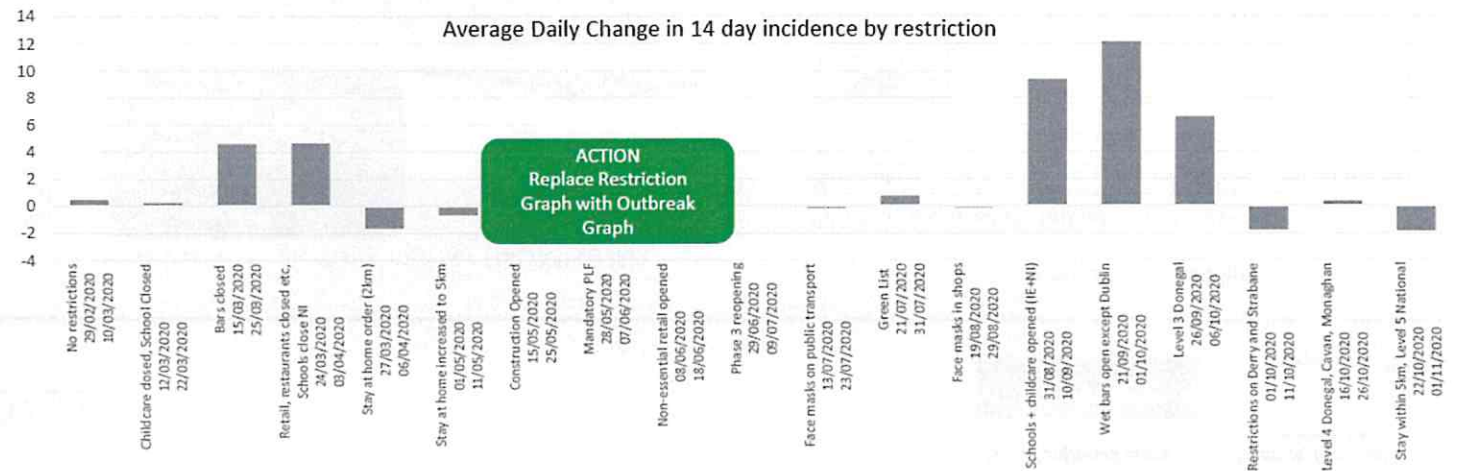 Average Daily Change in 14 day incidence by restriction
14
12
10
8
6
4
2
0
-2
-4
ACTION
Replace Restriction
Graph with Outbreak
Graph
No restrictions
29/02/2020
10/03/2020
Childcare closed, School Closed
12/03/2020
22/03/2020
Bars closed
15/03/2020
25/03/2020
Retail, restaurants closed etc,
Schools close NI
24/03/2020
03/04/2020
Stay at home order (2km)
27/03/2020
06/04/2020
Stay at home increased to 5km
01/05/2020
11/05/2020
Construction Opened
15/05/2020
25/05/2020
Mandatory PLF
28/05/2020
07/06/2020
Non-essential retail opened
08/06/2020
18/06/2020
Phase 3 reopening
29/06/2020
09/07/2020
Face masks on public transport
13/07/2020
23/07/2020
Green List
21/07/2020
31/07/2020
Face masks in shops
19/08/2020
29/08/2020
Schools + childcare opened (IE+NI)
31/08/2020
10/09/2020
Wet bars open except Dublin
21/09/2020
01/10/2020
Level 3 Donegal
26/09/2020
06/10/2020
Restrictions on Derry and Strabane
01/10/2020
11/10/2020
Level 4 Donegal, Cavan, Monaghan
16/10/2020
26/10/2020
Stay within 5km, Level 5 National
22/10/2020
01/11/2020